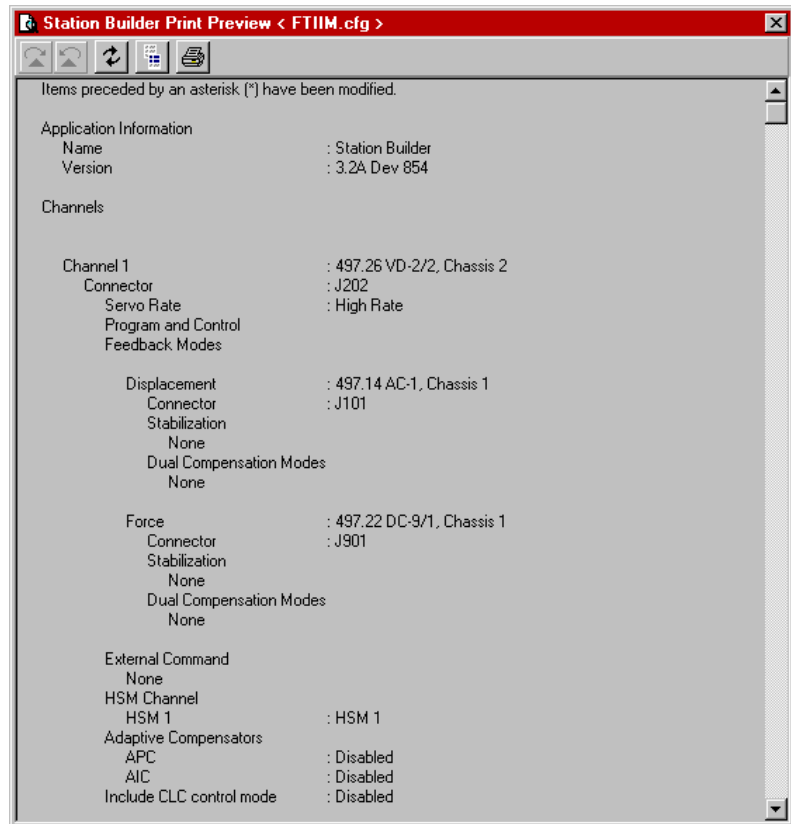 Station Builder Print Preview < FTIIM.cfg >
Items preceded by an asterisk (*) have been modified.
Application Information
Name : Station Builder
Version : 3.2A Dev 854
Channels
Channel 1 : 497.26 VD-2/2, Chassis 2
Connector : J202
Servo Rate : High Rate
Program and Control
Feedback Modes
Displacement : 497.14 AC-1, Chassis 1
Connector : J101
Stabilization
None
Dual Compensation Modes
None
Force : 497.22 DC-9/1, Chassis 1
Connector : J901
Stabilization
None
Dual Compensation Modes
None
External Command
None
HSM Channel
HSM 1 : HSM 1
Adaptive Compensators
APC : Disabled
AIC : Disabled
Include CLC control mode : Disabled